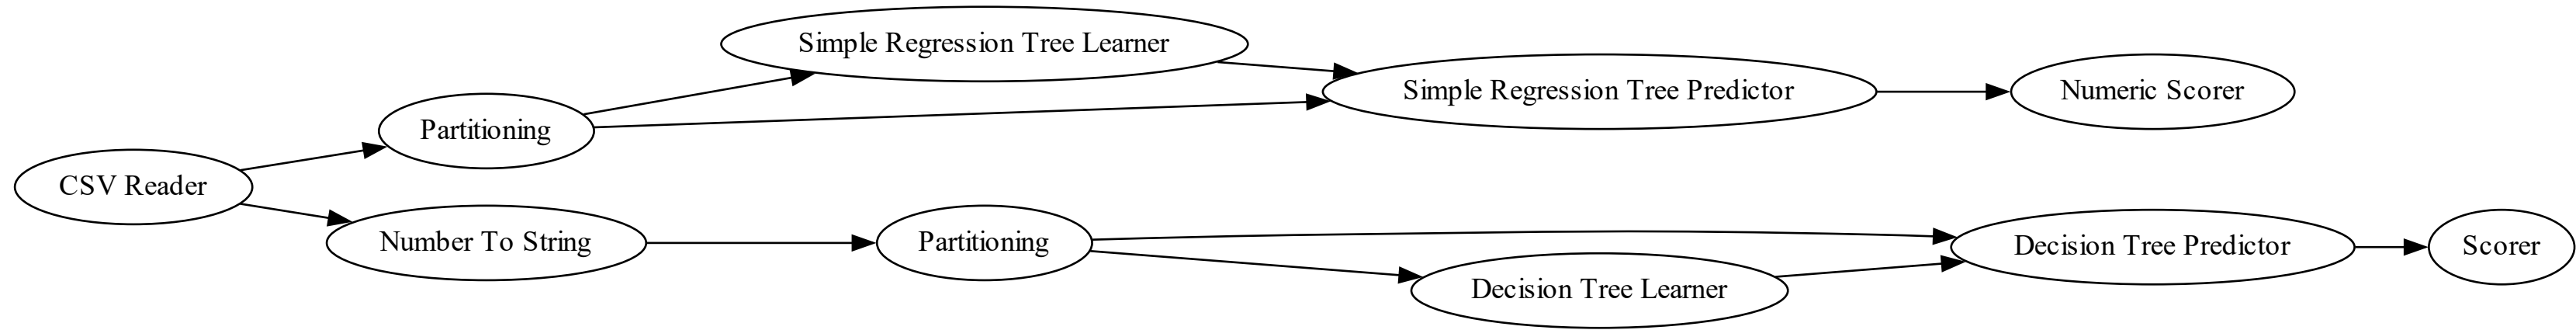 Simple Regression Tree Learner
Simple Regression Tree Predictor
Numeric Scorer
Partitioning
CSV Reader
Number To String
Partitioning
Decision Tree Predictor
Scorer
Decision Tree Learner